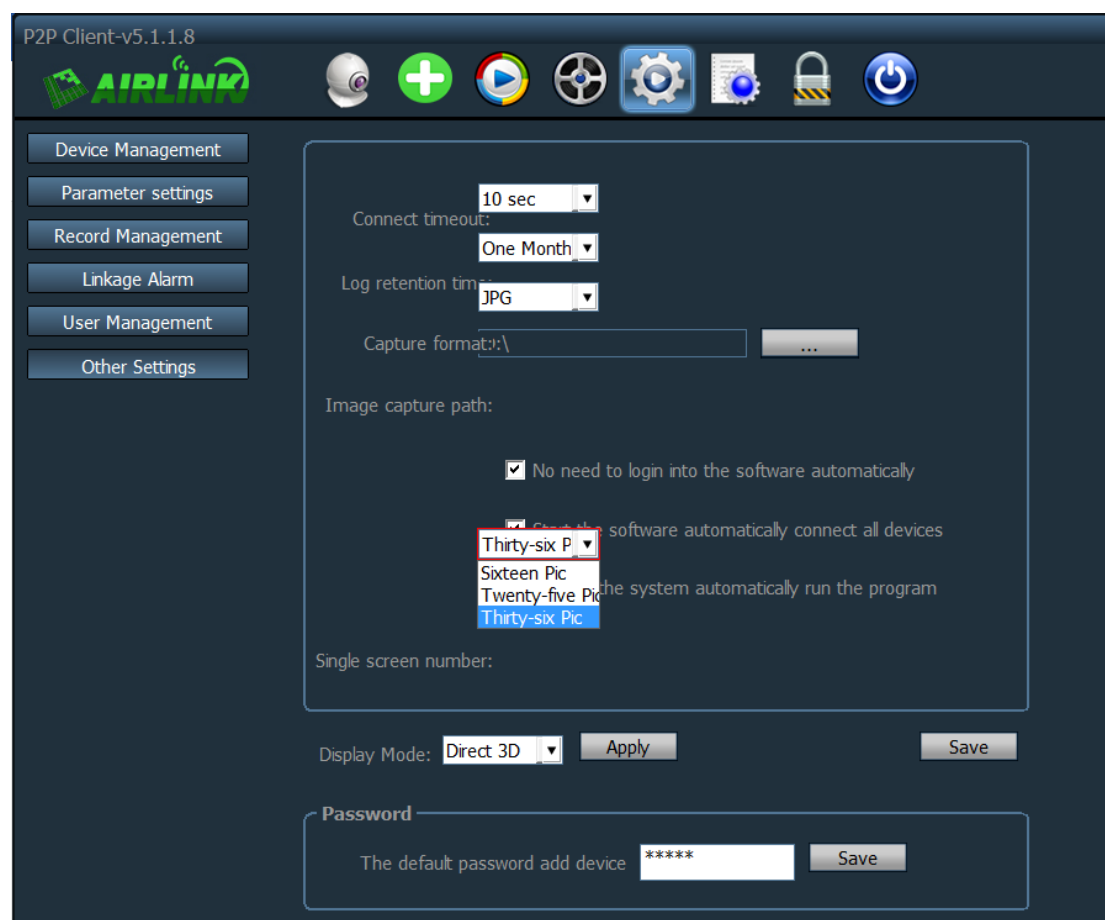 P2P Client-v5.1.1.8
AIRLINK
Device Management
Parameter settings
Record Management
Linkage Alarm
User Management
Other Settings
Connect timeout:
10 sec
Log retention time:
One Month
Capture format:
JPG
:\
...
Image capture path:
No need to login into the software automatically
Start the software automatically connect all devices
the system automatically run the program
Thirty-six P
Sixteen Pic
Twenty-five Pic
Thirty-six Pic
Single screen number:
Display Mode: Direct 3D Apply Save
Password
The default password add device ***** Save